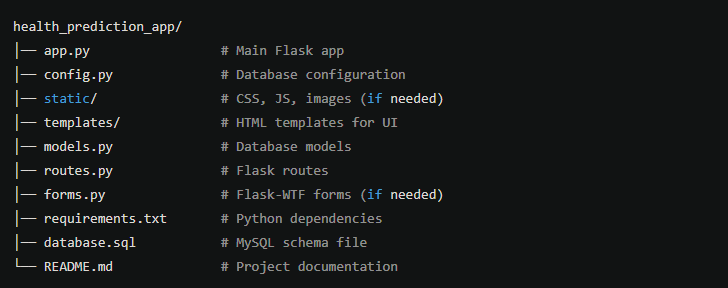 health_prediction_app/
│── app.py                 # Main Flask app
│── config.py              # Database configuration
│── static/                # CSS, JS, images (if needed)
│── templates/             # HTML templates for UI
│── models.py              # Database models
│── routes.py              # Flask routes
│── forms.py               # Flask-WTF forms (if needed)
│── requirements.txt       # Python dependencies
│── database.sql           # MySQL schema file
└── README.md              # Project documentation